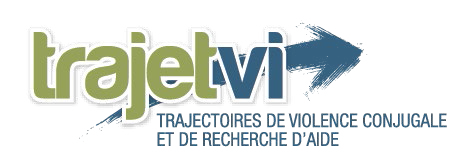 trajetvi
TRAJECTOIRES DE VIOLENCE CONJUGALE
ET DE RECHERCHE D'AIDE